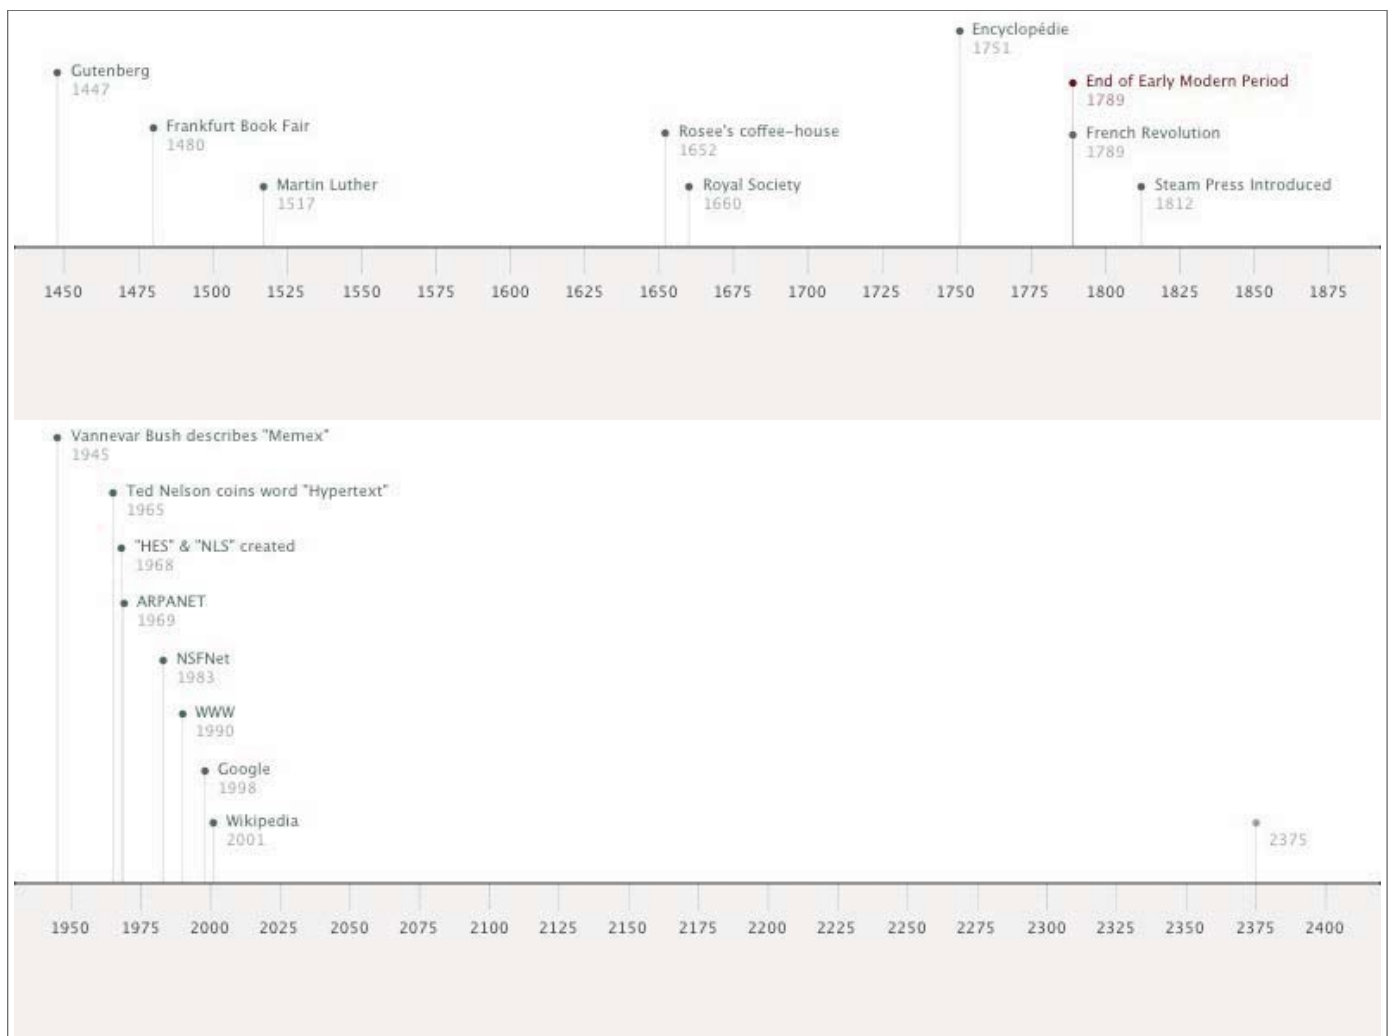 Encyclopédie
1751
Gutenberg
1447
End of Early Modern Period
1789
Frankfurt Book Fair
1480
Rosee's coffee-house
1652
French Revolution
1789
Martin Luther
1517
Royal Society
1660
Steam Press Introduced
1812
1450 1475 1500 1525 1550 1575 1600 1625 1650 1675 1700 1725 1750 1775 1800 1825 1850 1875
Vannevar Bush describes "Memex"
1945
Ted Nelson coins word "Hypertext"
1965
"HES" & "NLS" created
1968
ARPANET
1969
NSFNet
1983
WWW
1990
Google
1998
Wikipedia
2001
2375
1950 1975 2000 2025 2050 2075 2100 2125 2150 2175 2200 2225 2250 2275 2300 2325 2350 2375 2400